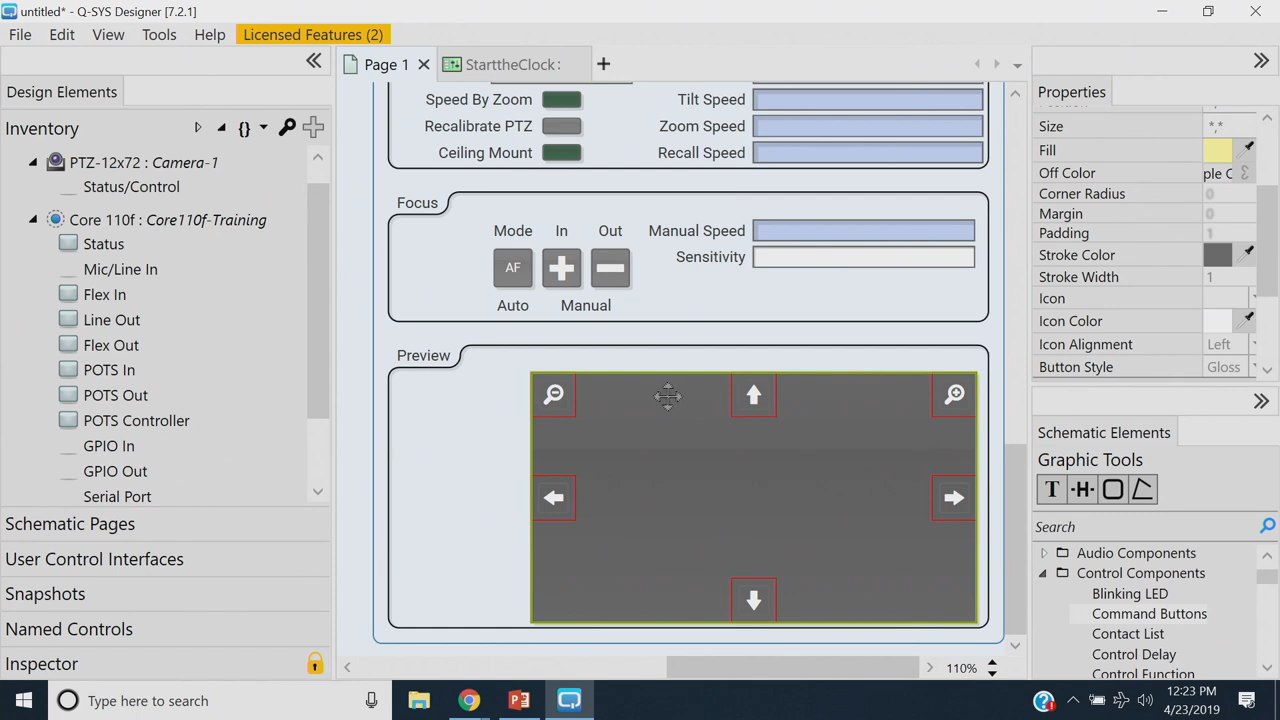 untitled* - Q-SYS Designer [7.2.1]
File Edit View Tools Help Licensed Features (2)
Page 1 StarttheClock:
Design Elements
Inventory {}
PTZ-12x72 : Camera-1
Status/Control
Core 110f : Core110f-Training
Status
Mic/Line In
Flex In
Line Out
Flex Out
POTS In
POTS Out
POTS Controller
GPIO In
GPIO Out
Serial Port
Schematic Pages
User Control Interfaces
Snapshots
Named Controls
Inspector
Speed By Zoom
Recalibrate PTZ
Ceiling Mount
Tilt Speed
Zoom Speed
Recall Speed
Focus
Mode In Out
AF
Auto Manual
Manual Speed
Sensitivity
Preview
110%
Properties
Size *,*
Fill
Off Color ple C
Corner Radius 0
Margin 0
Padding 1
Stroke Color
Stroke Width 1
Icon
Icon Color
Icon Alignment Left
Button Style Gloss
Schematic Elements
Graphic Tools
T H
Search
Audio Components
Control Components
Blinking LED
Command Buttons
Contact List
Control Delay
Control Function
Type here to search
12:23 PM
4/23/2019